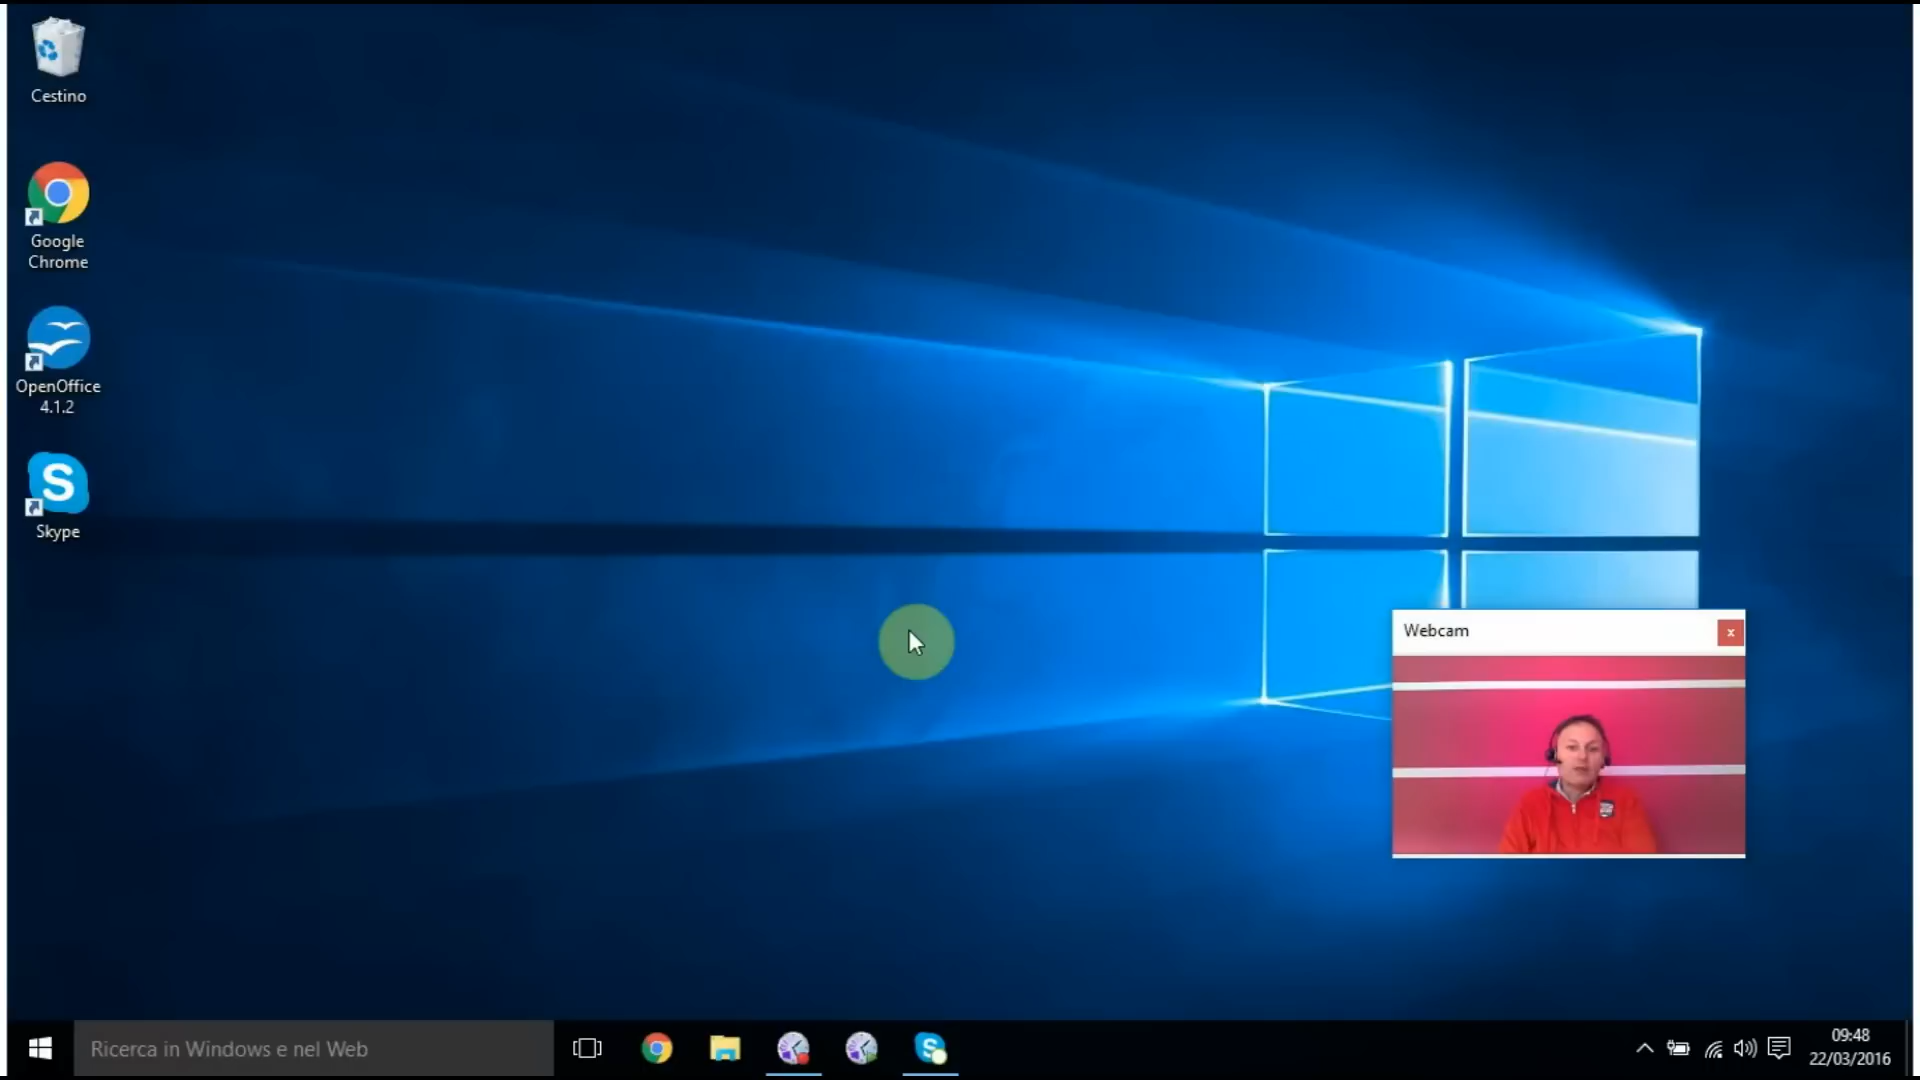 Cestino
Google
Chrome
OpenOffice
4.1.2
S
Skype
Webcam
x
Ricerca in Windows e nel Web
S
09:48
22/03/2016